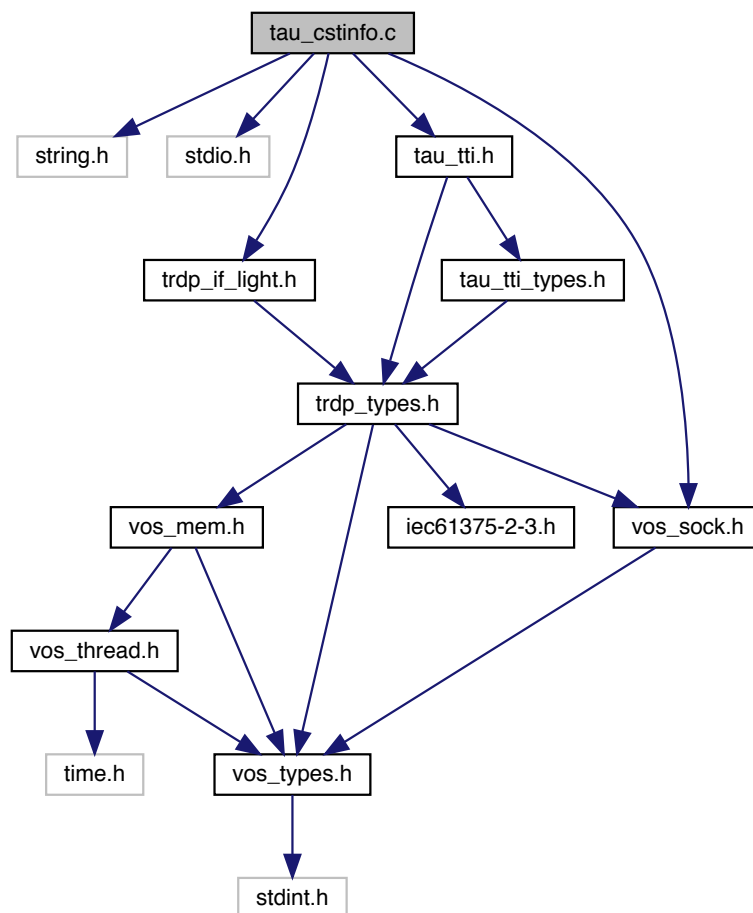 tau_cstinfo.c
string.h
stdio.h
tau_tti.h
trdp_if_light.h
tau_tti_types.h
trdp_types.h
vos_mem.h
iec61375-2-3.h
vos_sock.h
vos_thread.h
time.h
vos_types.h
stdint.h